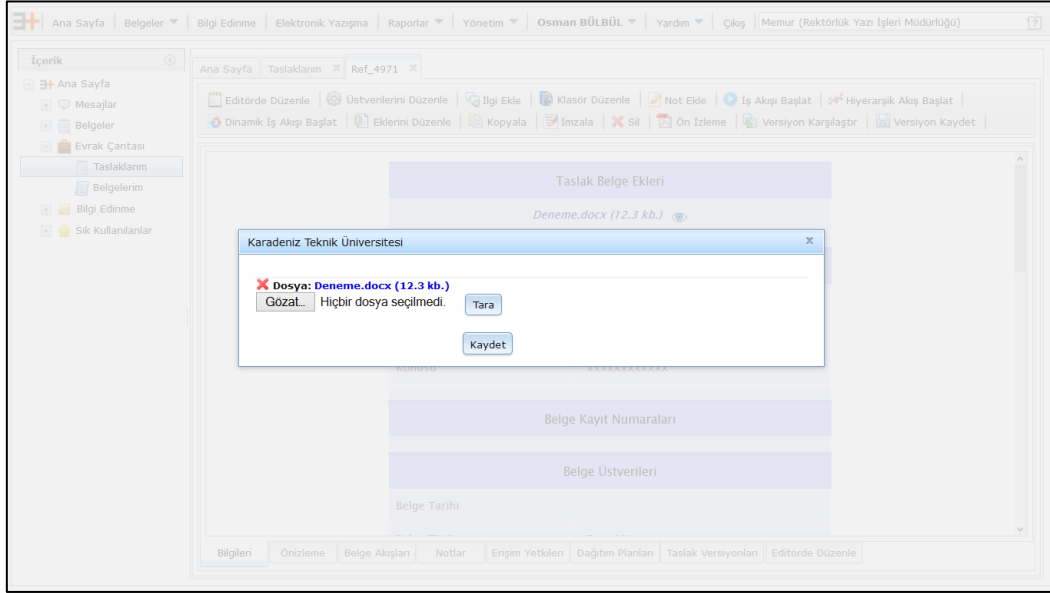 Ana Sayfa Belgeler Bilgi Edinme Elektronik Yazışma Raporlar Yönetim Osman BÜLBÜL Yardım Çıkış Memur (Rektörlük Yazı İşleri Müdürlüğü)
İçerik
Ana Sayfa
Mesajlar
Belgeler
Evrak Çantası
Taslaklarım
Belgelerim
Bilgi Edinme
Sık Kullanılanlar
Ana Sayfa Taslaklarım Ref_4971
Editörde Düzenle Üstverilerini Düzenle İlgi Ekle Klasör Düzenle Not Ekle İş Akışı Başlat Hiyerarşik Akış Başlat
Dinamik İş Akışı Başlat Eklerini Düzenle Kopyala İmzala Sil Ön İzleme Versiyon Karşılaştır Versiyon Kaydet
Taslak Belge Ekleri
Deneme.docx (12.3 kb.)
Karadeniz Teknik Üniversitesi
Dosya: Deneme.docx (12.3 kb.)
Gözat... Hiçbir dosya seçilmedi. Tara
Kaydet
Konusu xxxxxxxxxxxx
Belge Kayıt Numaraları
Belge Üstverileri
Belge Tarihi
Bilgileri Önizleme Belge Akışları Notlar Erişim Yetkileri Dağıtım Planları Taslak Versiyonları Editörde Düzenle